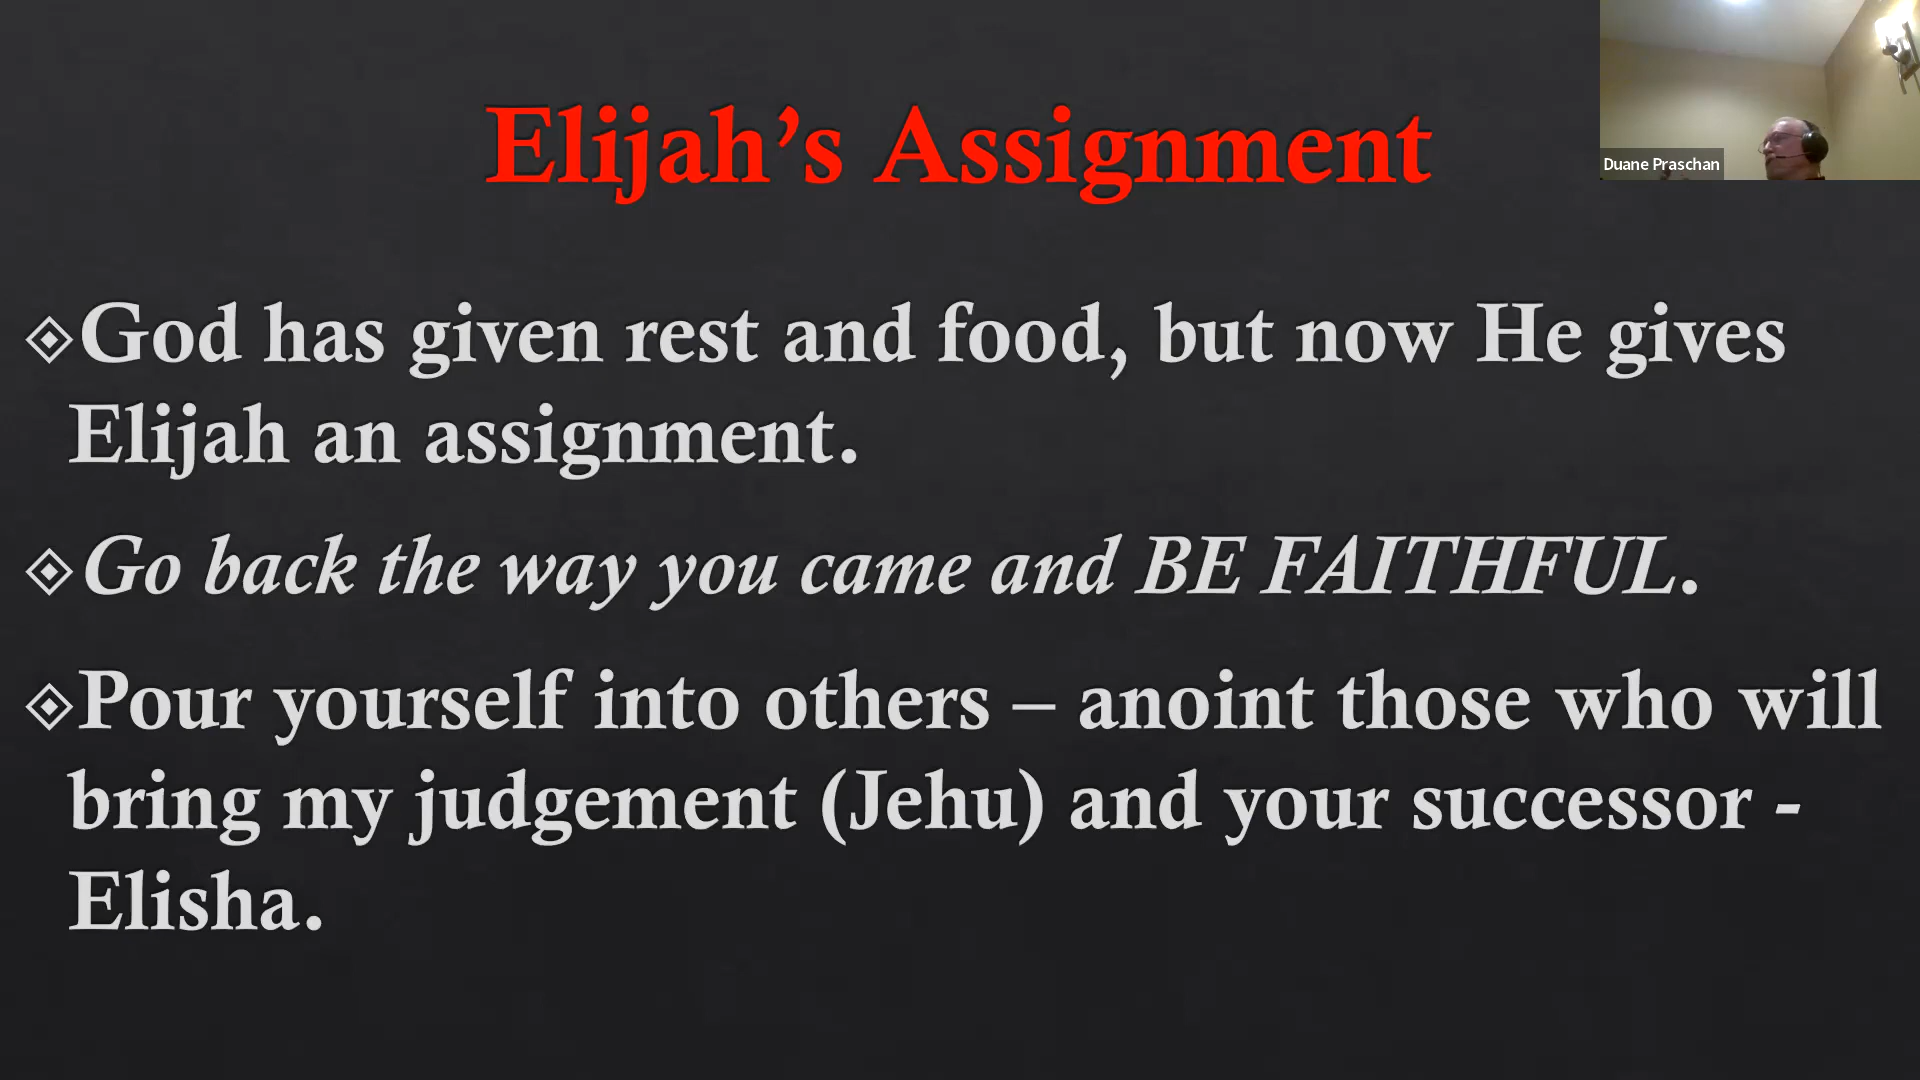 Elijah’s Assignment
Duane Praschan
God has given rest and food, but now He gives
Elijah an assignment.
Go back the way you came and BE FAITHFUL.
Pour yourself into others – anoint those who will
bring my judgement (Jehu) and your successor -
Elisha.